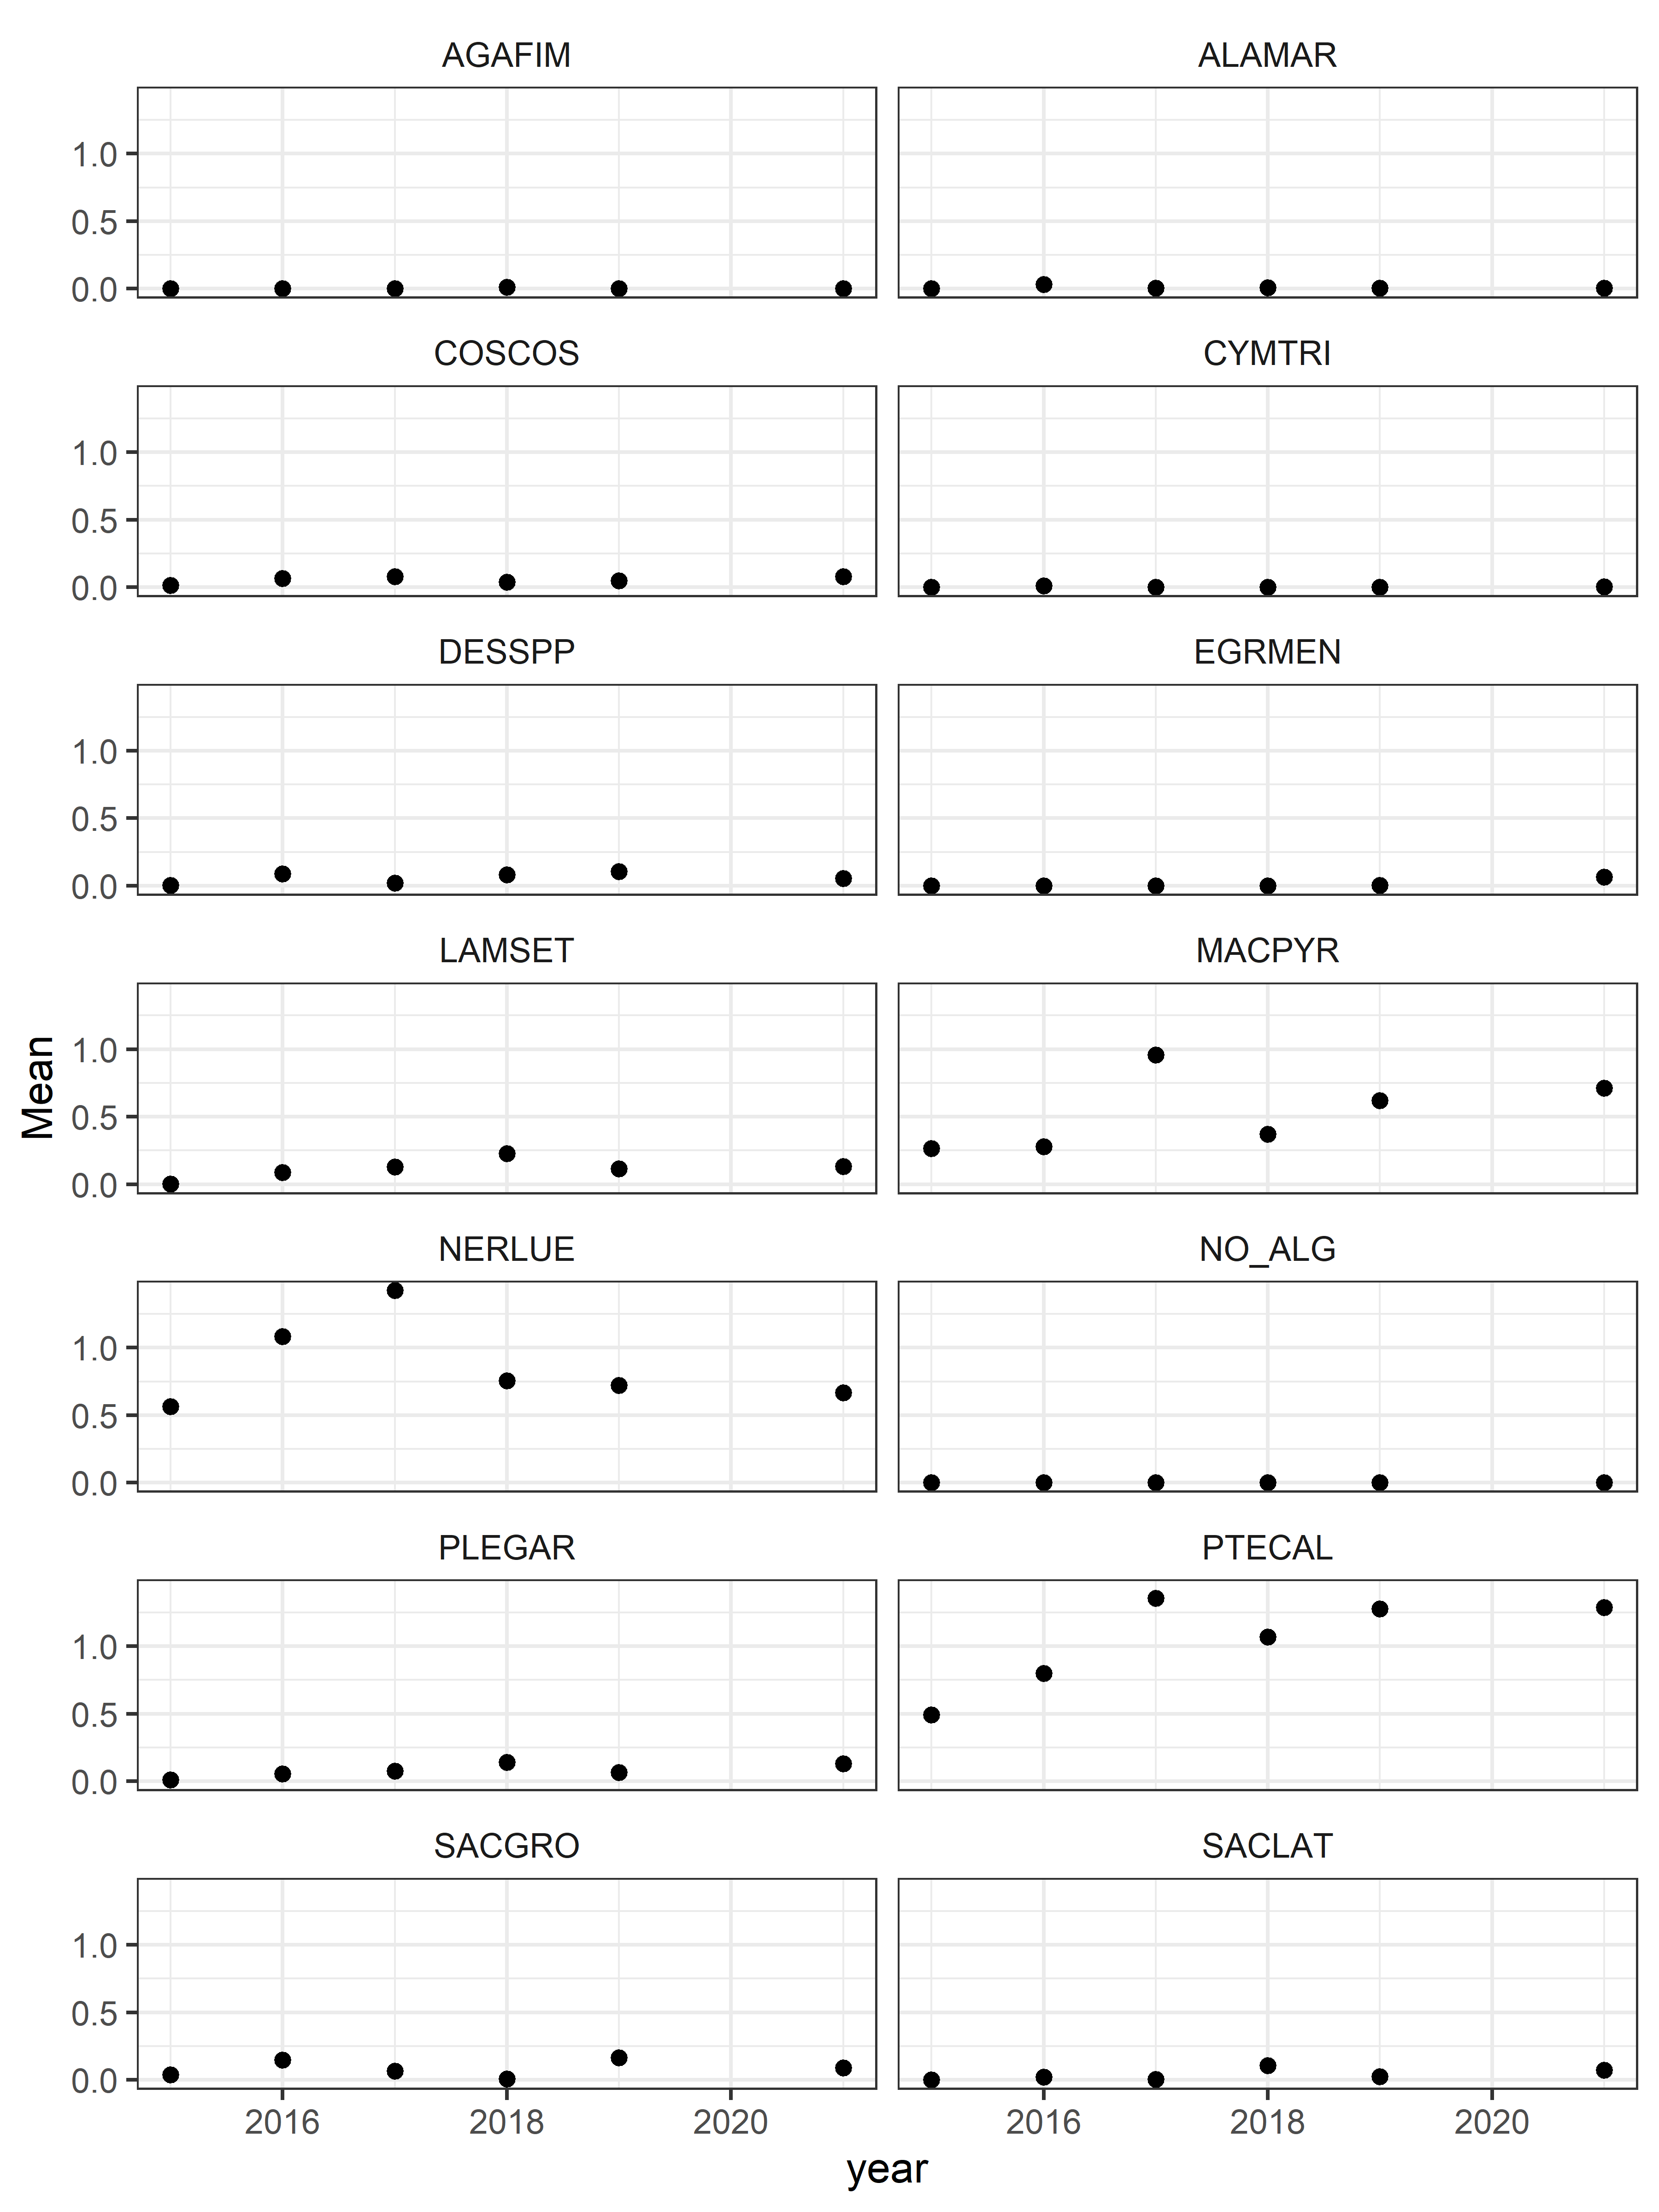 AGAFIM ALAMAR
1.0
0.5
0.0
COSCOS CYMTRI
1.0
0.5
0.0
DESSPP EGRMEN
1.0
0.5
0.0
LAMSET MACPYR
1.0
0.5
0.0
Mean
NERLUE NO_ALG
1.0
0.5
0.0
PLEGAR PTECAL
1.0
0.5
0.0
SACGRO SACLAT
1.0
0.5
0.0
2016 2018 2020 2016 2018 2020
year